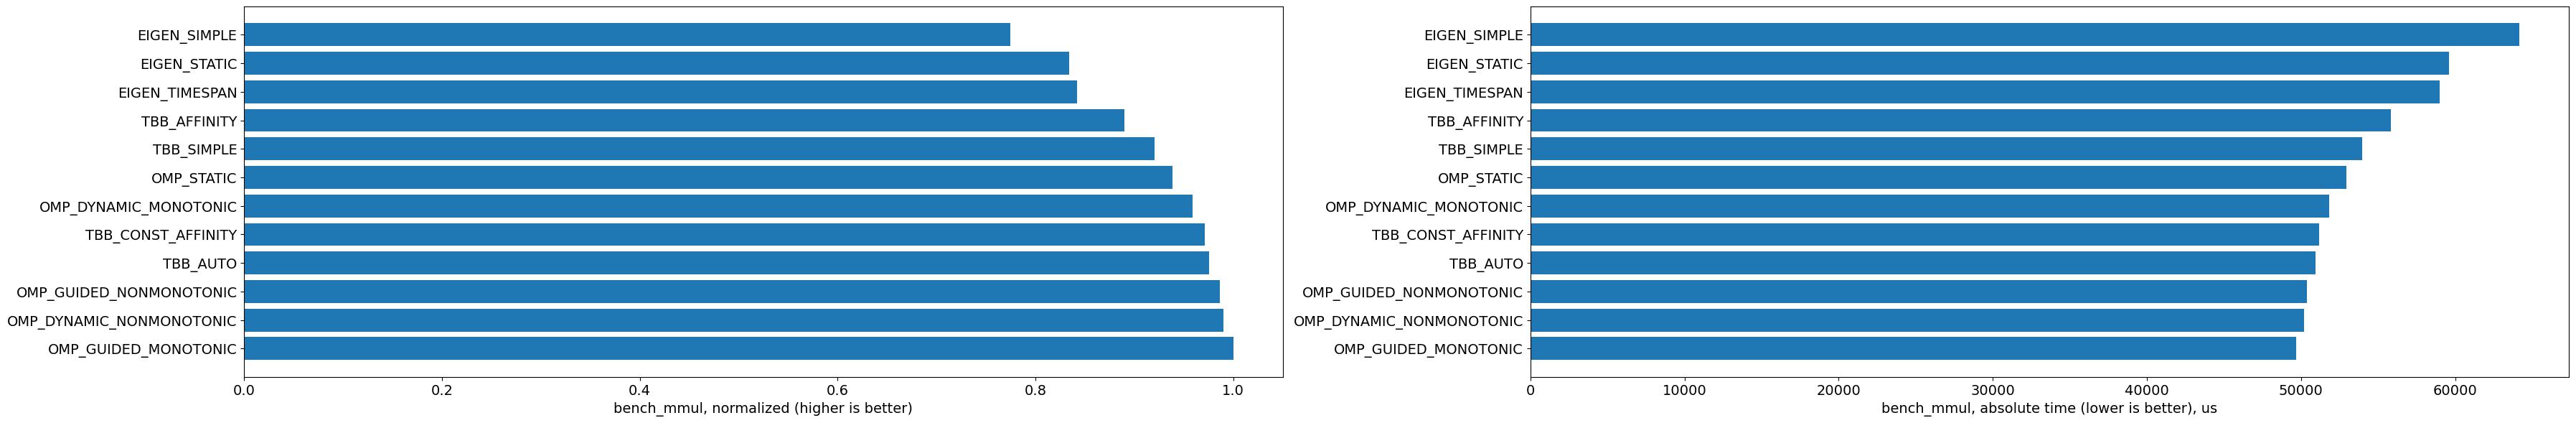 EIGEN_SIMPLE
EIGEN_STATIC
EIGEN_TIMESPAN
TBB_AFFINITY
TBB_SIMPLE
OMP_STATIC
OMP_DYNAMIC_MONOTONIC
TBB_CONST_AFFINITY
TBB_AUTO
OMP_GUIDED_NONMONOTONIC
OMP_DYNAMIC_NONMONOTONIC
OMP_GUIDED_MONOTONIC
0.0 0.2 0.4 0.6 0.8 1.0
bench_mmul, normalized (higher is better)
EIGEN_SIMPLE
EIGEN_STATIC
EIGEN_TIMESPAN
TBB_AFFINITY
TBB_SIMPLE
OMP_STATIC
OMP_DYNAMIC_MONOTONIC
TBB_CONST_AFFINITY
TBB_AUTO
OMP_GUIDED_NONMONOTONIC
OMP_DYNAMIC_NONMONOTONIC
OMP_GUIDED_MONOTONIC
0 10000 20000 30000 40000 50000 60000
bench_mmul, absolute time (lower is better), us